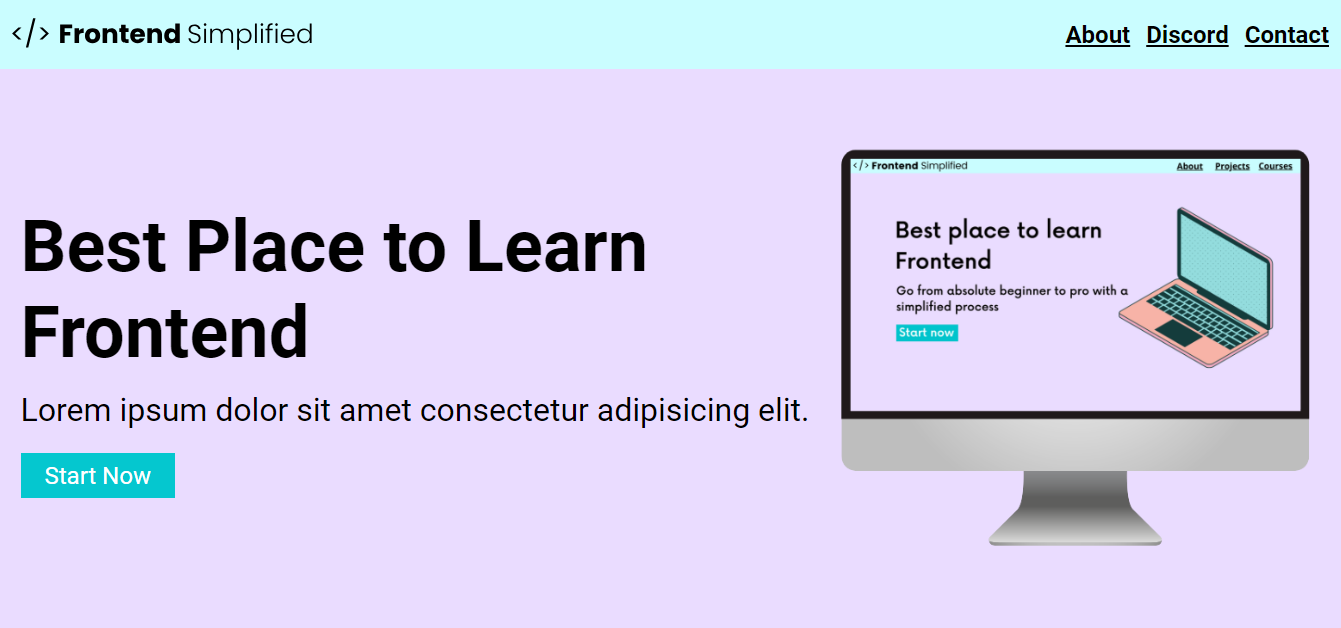 </> Frontend Simplified
About Discord Contact
Best Place to Learn
Frontend
Lorem ipsum dolor sit amet consectetur adipisicing elit.
Start Now
</> Frontend Simplified
About Projects Courses
Best place to learn
Frontend
Go from absolute beginner to pro with a
simplified process
Start now